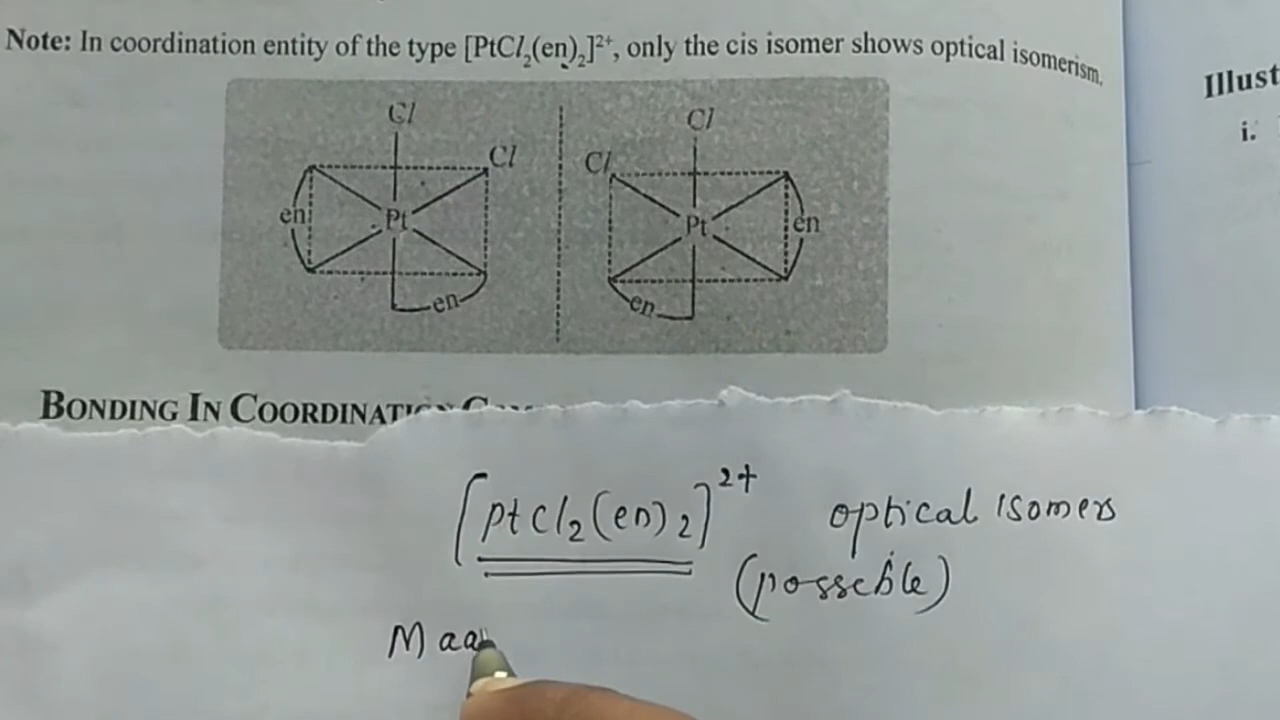 Note: In coordination entity of the type [PtCl₂(en)₂]²⁺, only the cis isomer shows optical isomerism.
Illust
i.
Cl Cl
Cl Cl
en Pt Pt en
en en
BONDING IN COORDINATI
[PtCl₂(en)₂]²⁺ optical isomers
(posseble)
Maa